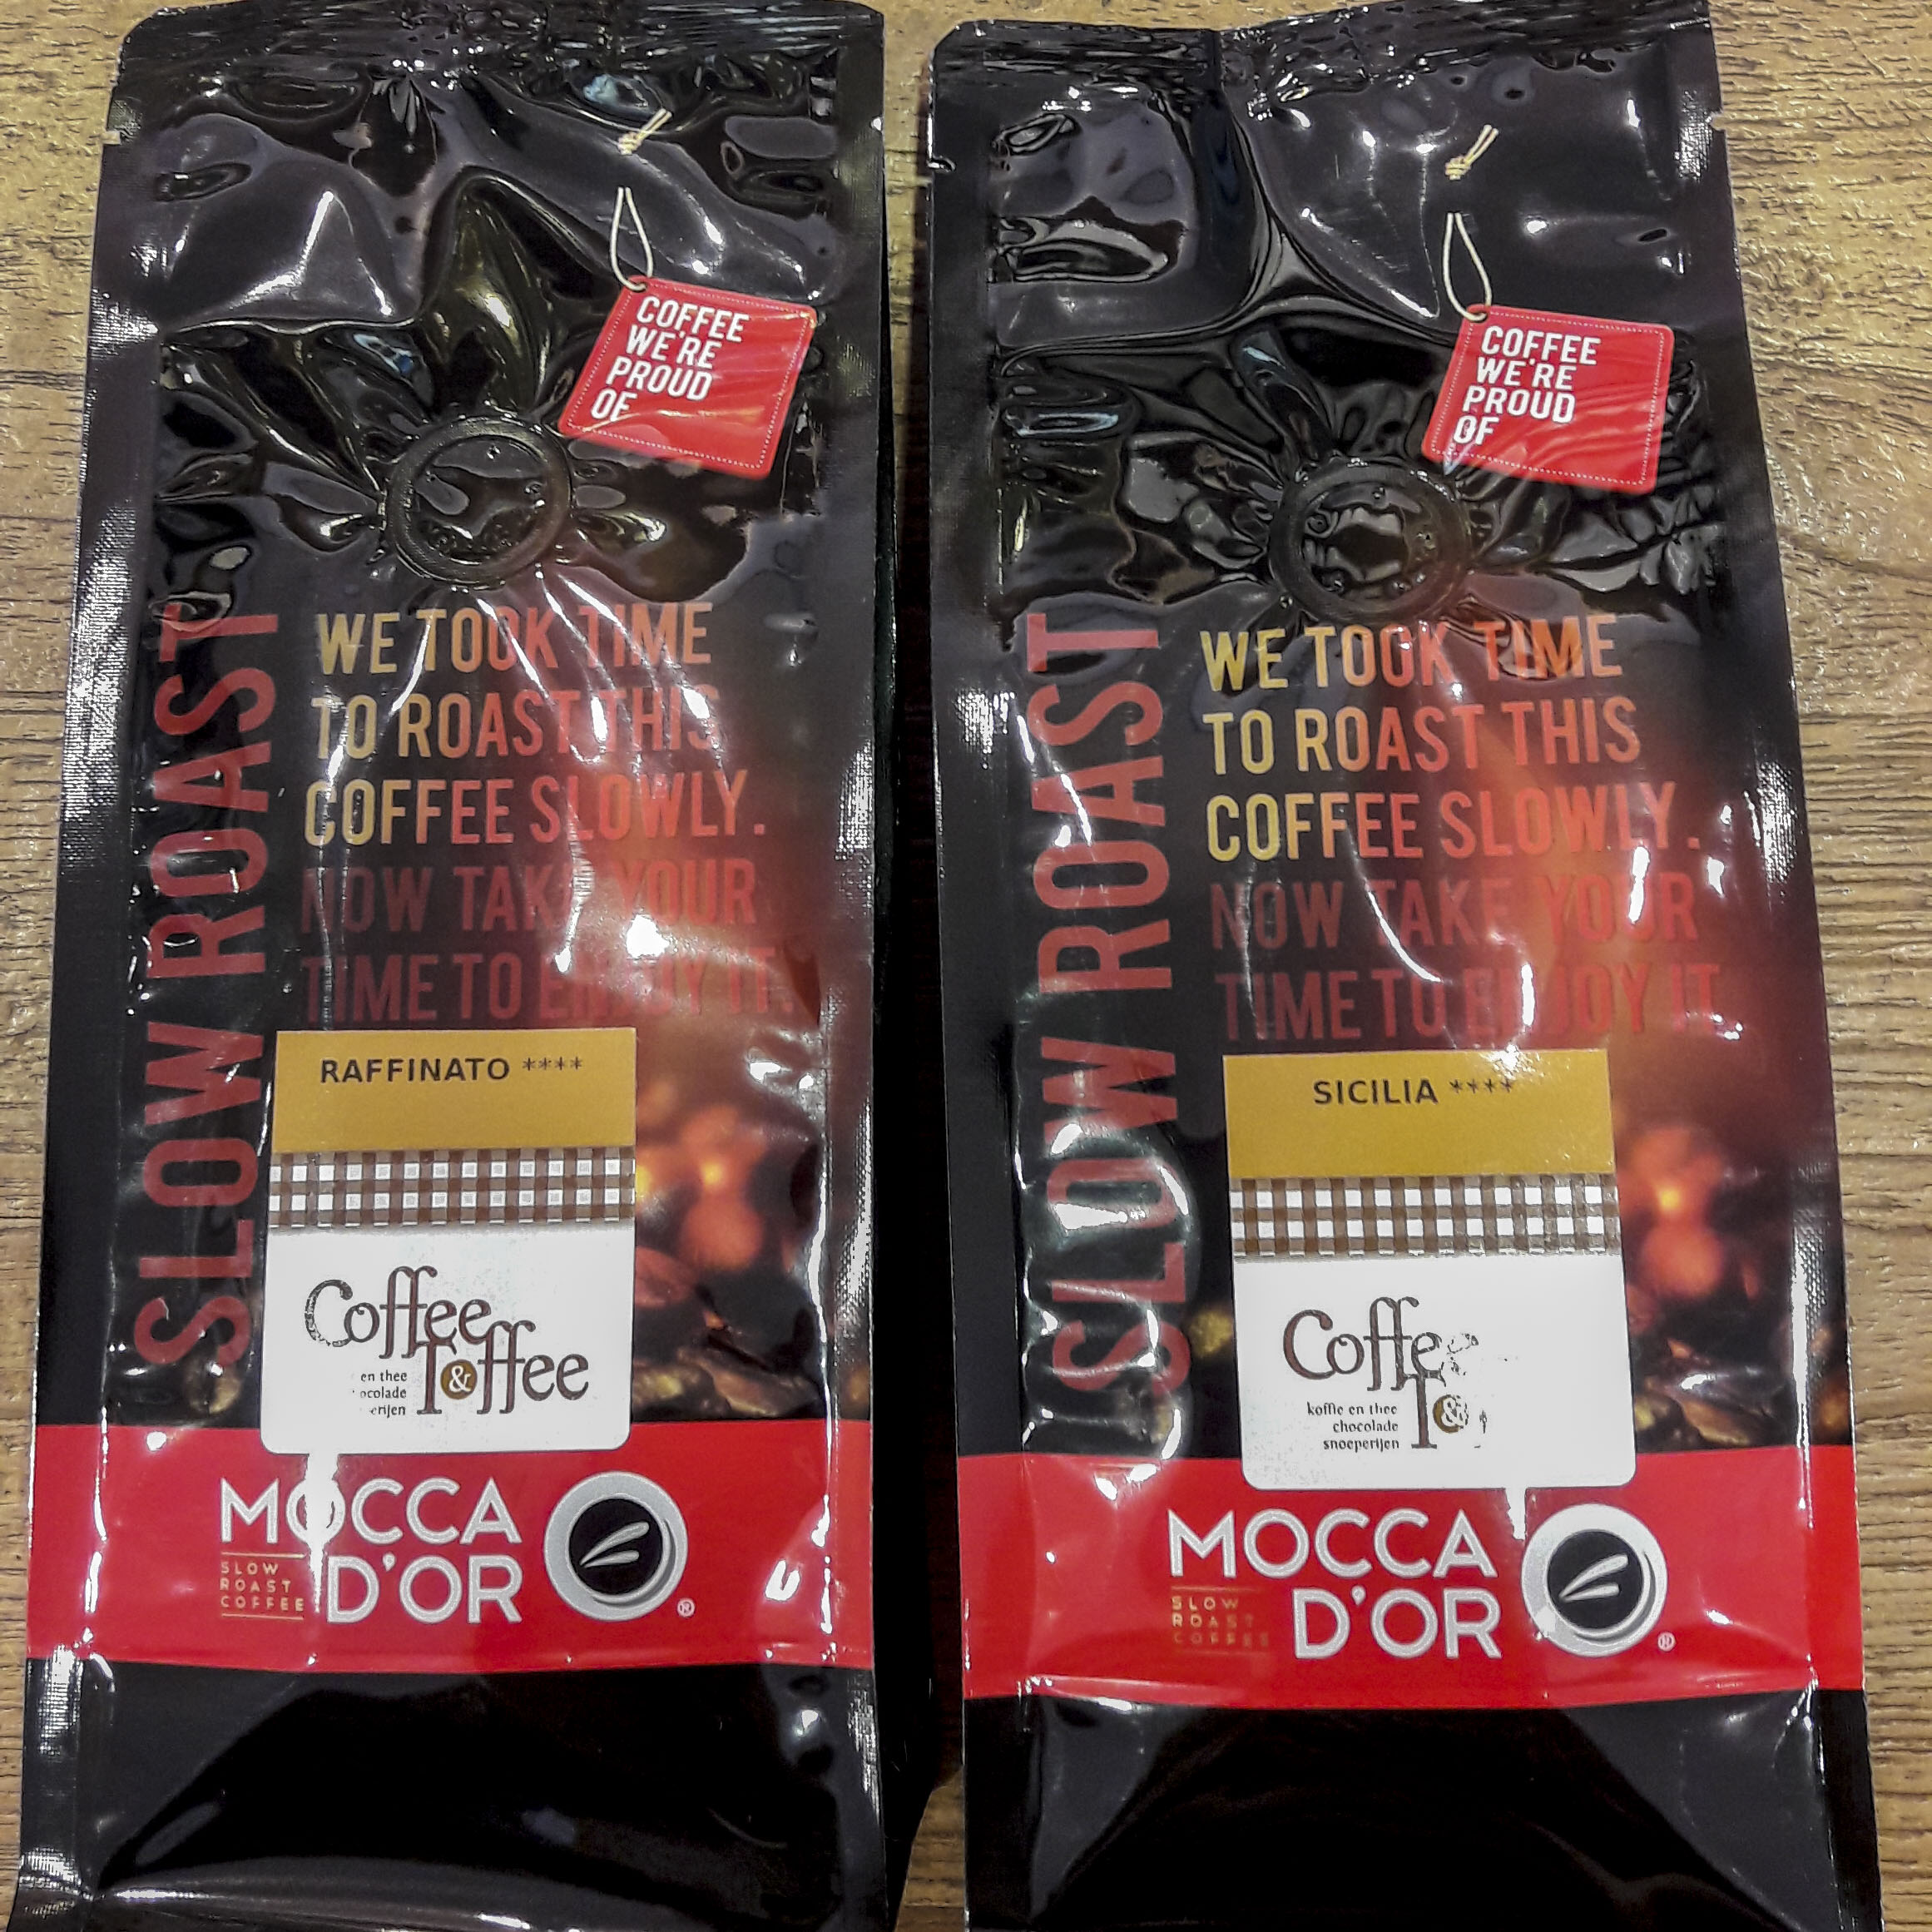 COFFEE
WE'RE
PROUD
OF
SLOW ROAST
WE TOOK TIME
TO ROAST THIS
COFFEE SLOWLY.
NOW TAKE YOUR
TIME TO ENJOY IT.
RAFFINATO ****
Coffee
& Toffee
en thee
MOCCA
D'OR
SLOW
ROAST
COFFEE
®
COFFEE
WE'RE
PROUD
OF
SLOW ROAST
WE TOOK TIME
TO ROAST THIS
COFFEE SLOWLY.
NOW TAKE YOUR
TIME TO ENJOY IT
SICILIA ****
&
koffie en thee
chocolade
snoeperijen
MOCCA
D'OR
SLOW
ROAST
COFFEE
®